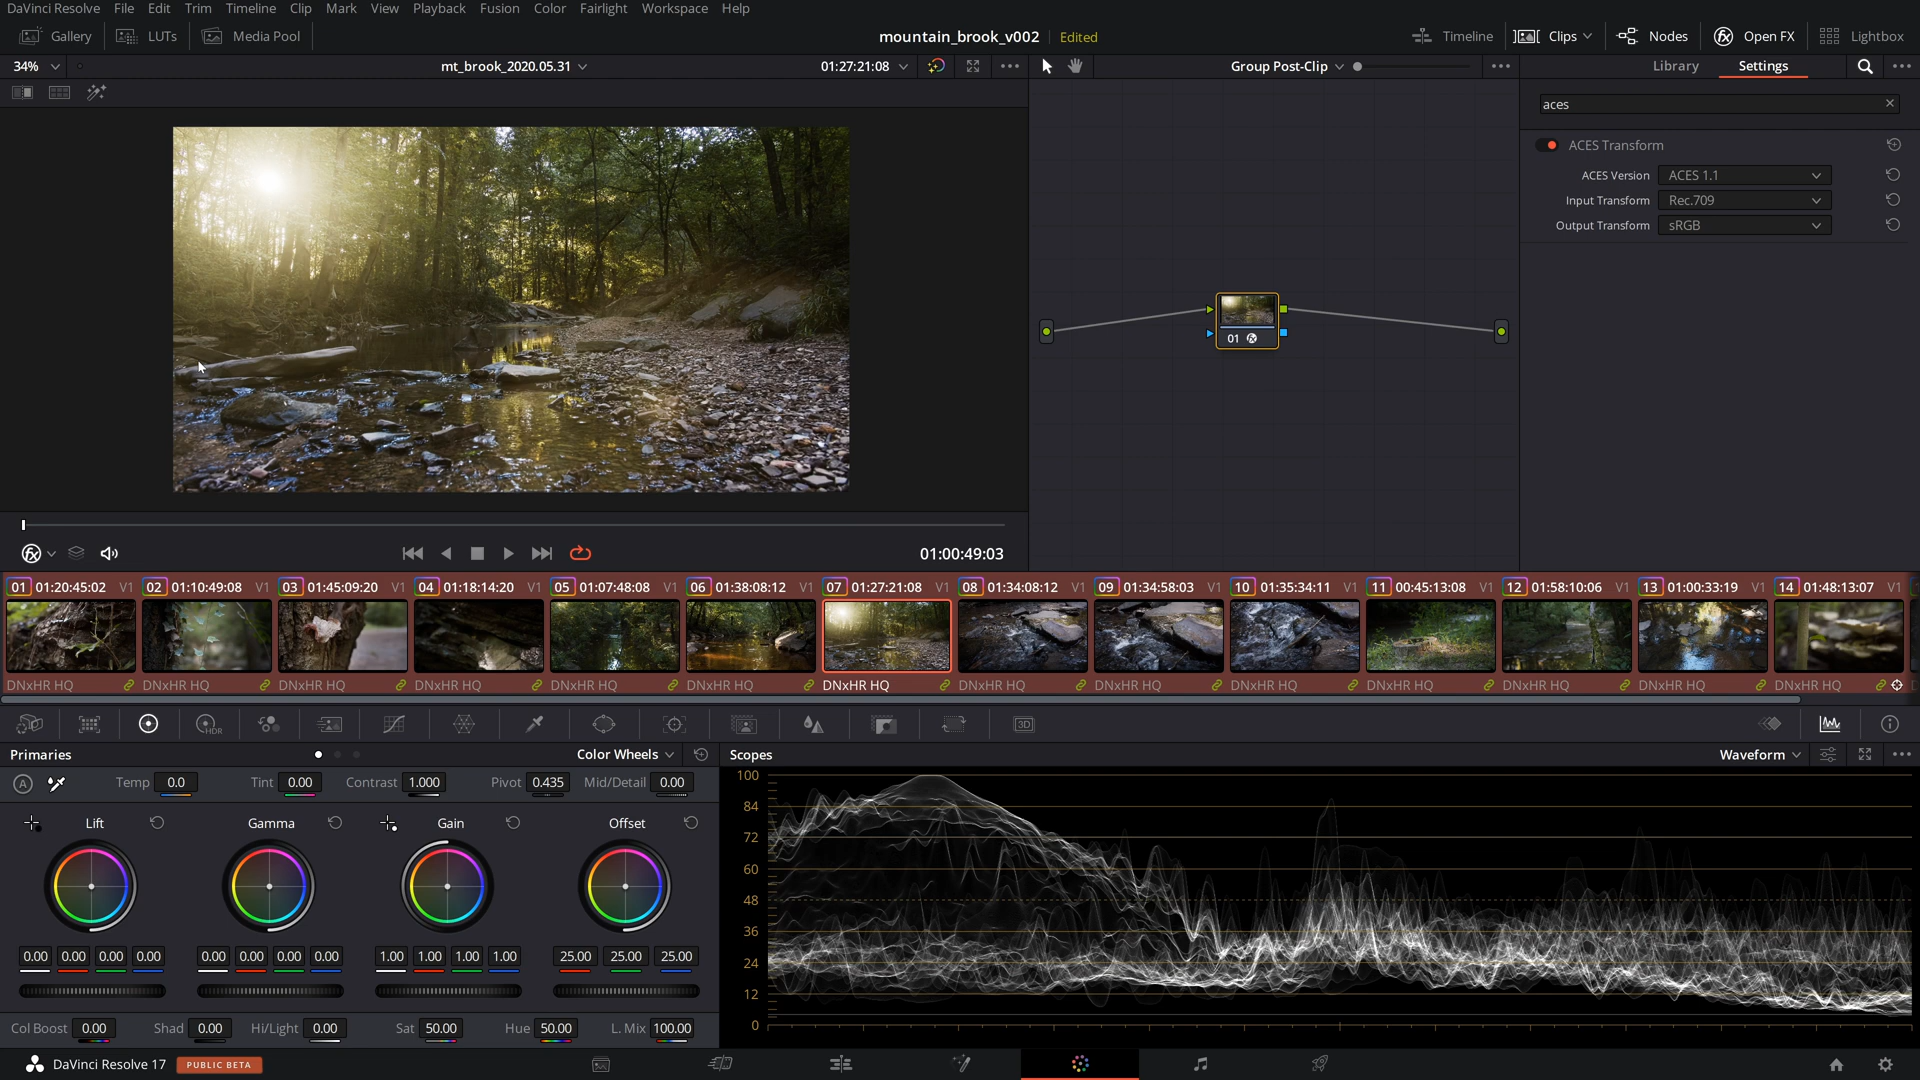 DaVinci Resolve File Edit Trim Timeline Clip Mark View Playback Fusion Color Fairlight Workspace Help
Gallery LUTs Media Pool mountain_brook_v002 Edited Timeline Clips Nodes Open FX Lightbox
34% mt_brook_2020.05.31 01:27:21:08 Group Post-Clip Library Settings
aces
ACES Transform
ACES Version ACES 1.1
Input Transform Rec.709
Output Transform sRGB
01
01:00:49:03
01 01:20:45:02 V1 02 01:10:49:08 V1 03 01:45:09:20 V1 04 01:18:14:20 V1 05 01:07:48:08 V1 06 01:38:08:12 V1 07 01:27:21:08 V1 08 01:34:08:12 V1 09 01:34:58:03 V1 10 01:35:34:11 V1 11 00:45:13:08 V1 12 01:58:10:06 V1 13 01:00:33:19 V1 14 01:48:13:07 V1
DNxHR HQ DNxHR HQ DNxHR HQ DNxHR HQ DNxHR HQ DNxHR HQ DNxHR HQ DNxHR HQ DNxHR HQ DNxHR HQ DNxHR HQ DNxHR HQ DNxHR HQ DNxHR HQ
HDR 3D
Primaries Color Wheels Scopes Waveform
A Temp 0.0 Tint 0.00 Contrast 1.000 Pivot 0.435 Mid/Detail 0.00
Lift Gamma Gain Offset
0.00 0.00 0.00 0.00 0.00 0.00 0.00 0.00 1.00 1.00 1.00 1.00 25.00 25.00 25.00
Col Boost 0.00 Shad 0.00 Hi/Light 0.00 Sat 50.00 Hue 50.00 L. Mix 100.00
100
84
72
60
48
36
24
12
0
DaVinci Resolve 17 PUBLIC BETA